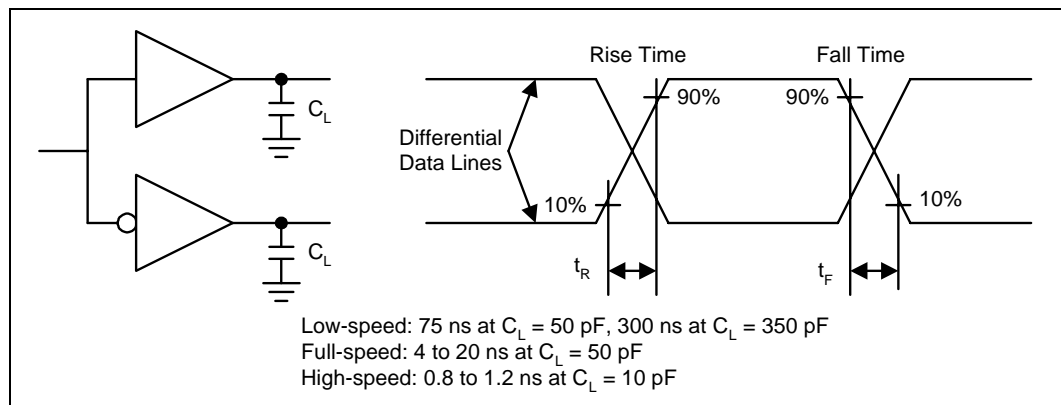 Rise Time
Fall Time
C_L
90%
90%
Differential
Data Lines
10%
10%
C_L
t_R
t_F
Low-speed: 75 ns at C_L = 50 pF, 300 ns at C_L = 350 pF
Full-speed: 4 to 20 ns at C_L = 50 pF
High-speed: 0.8 to 1.2 ns at C_L = 10 pF